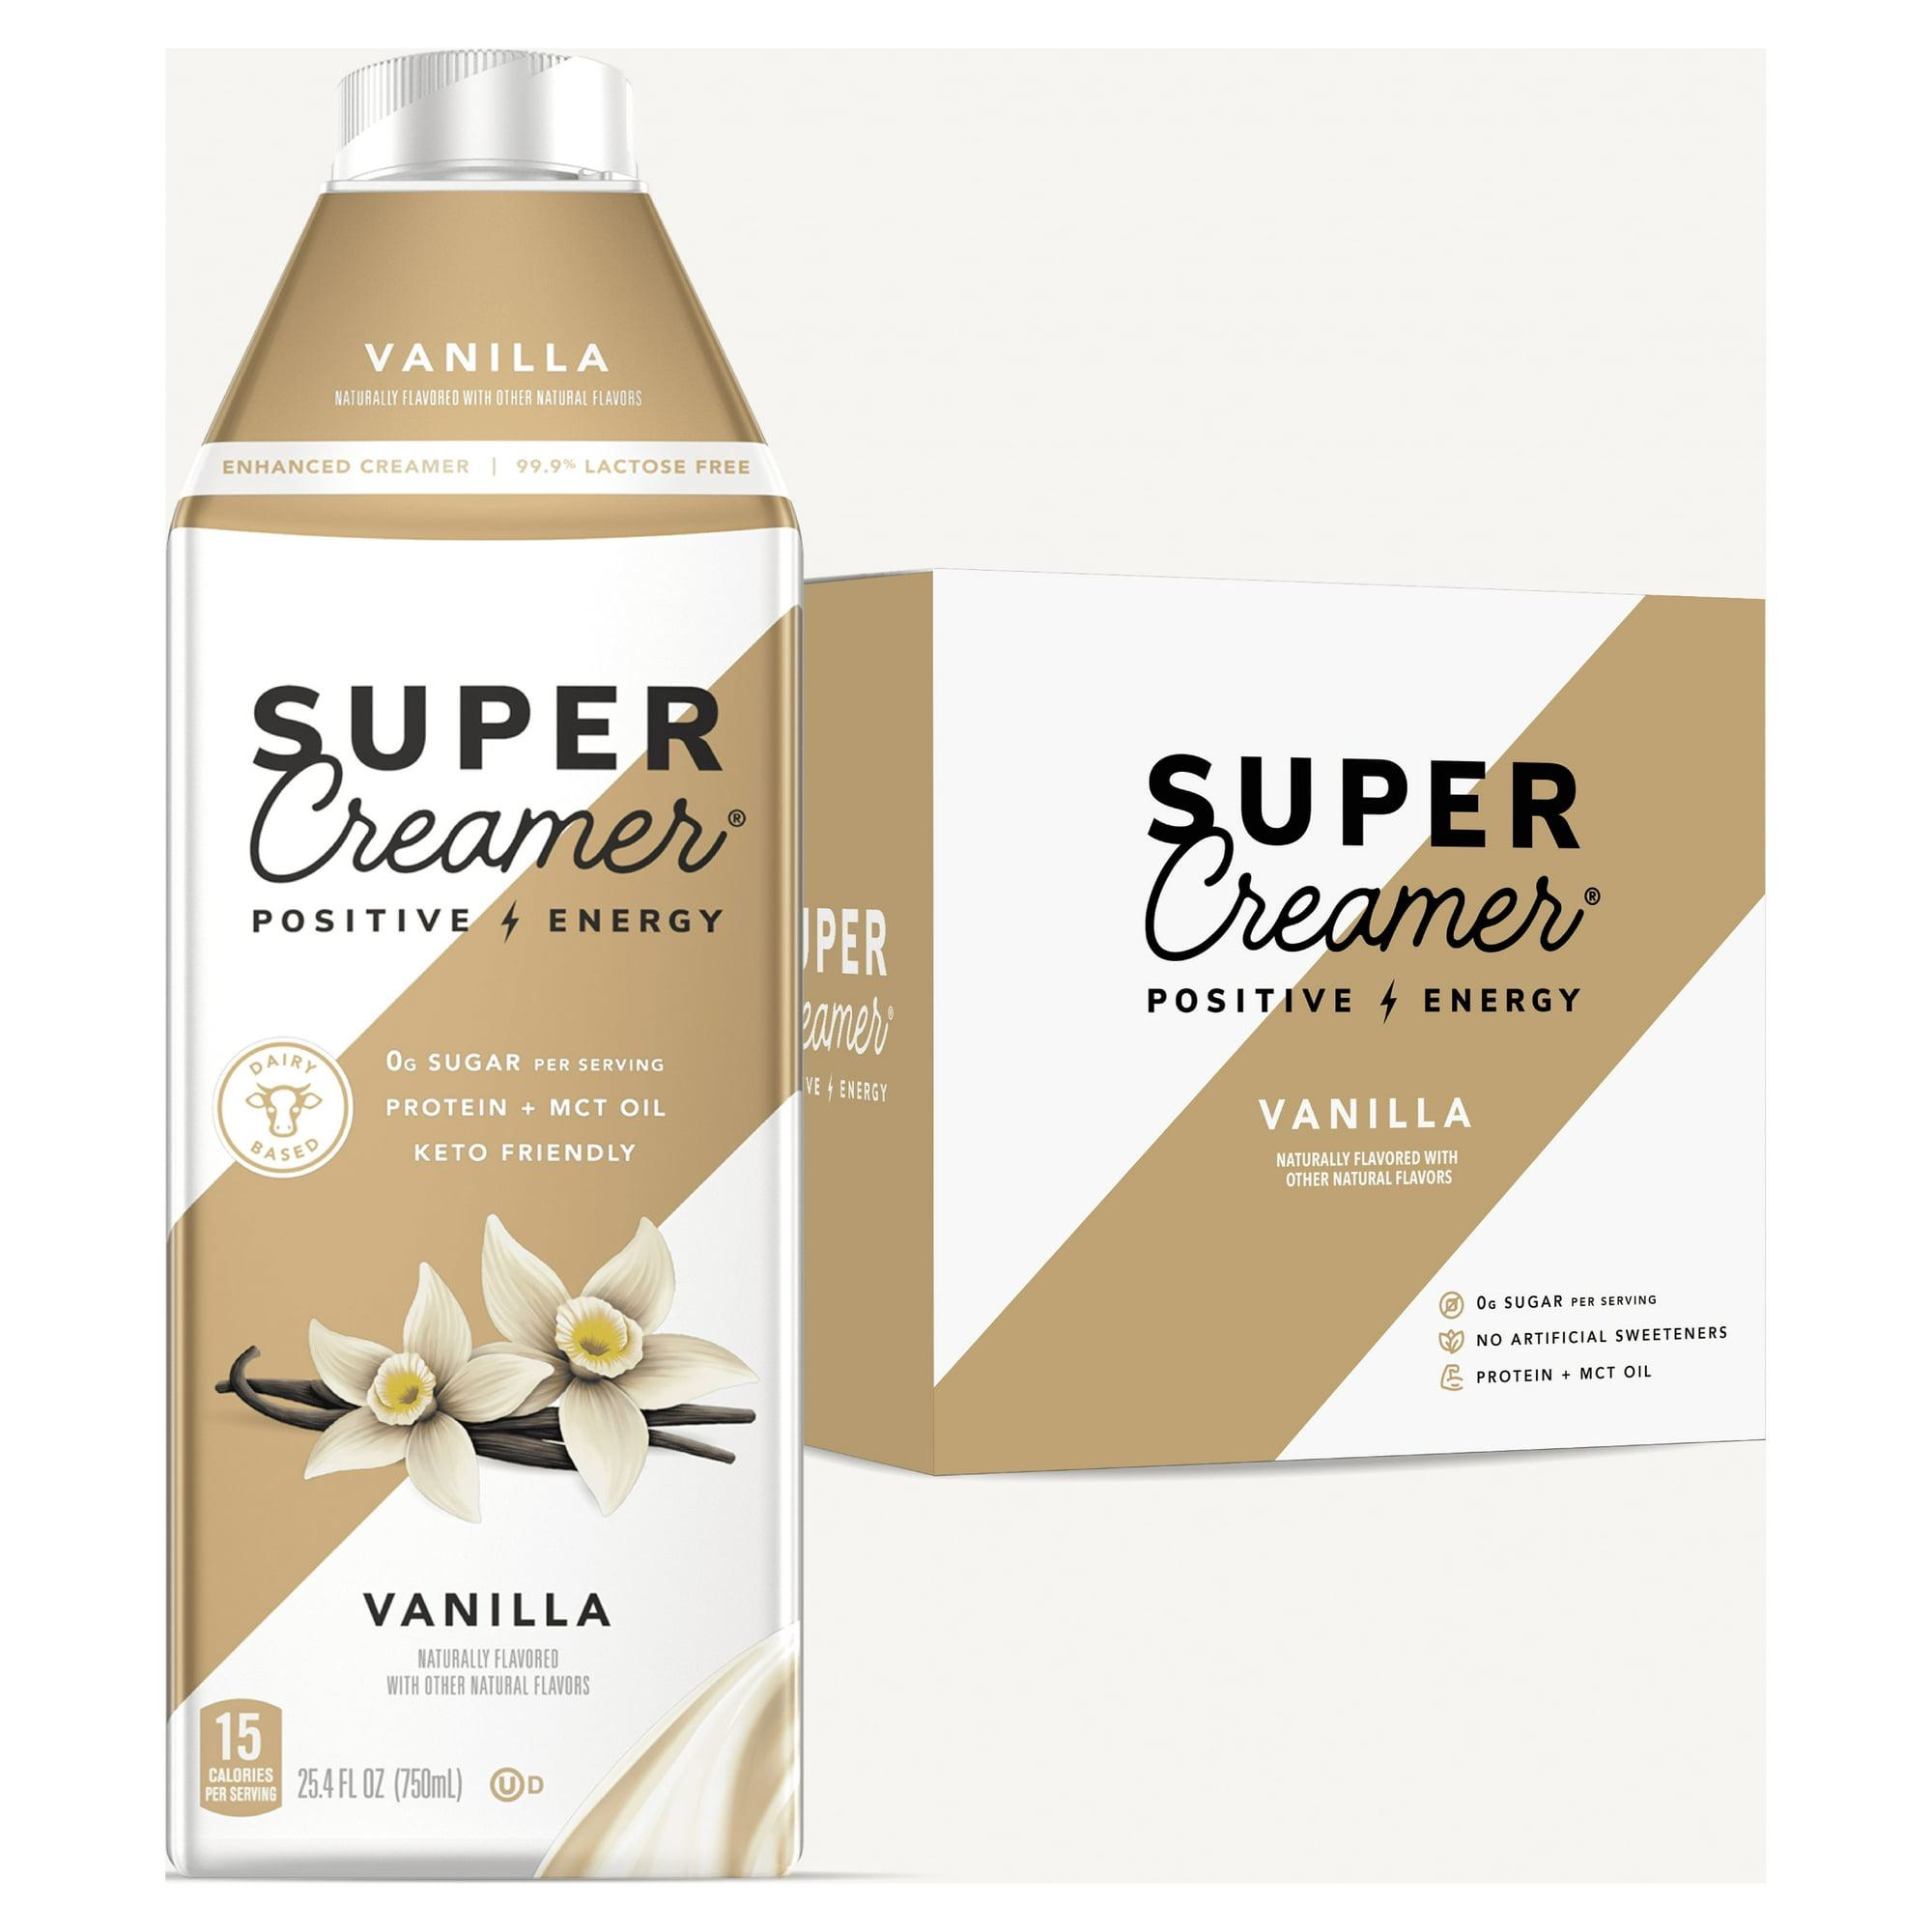 VANILLA
NATURALLY FLAVORED WITH OTHER NATURAL FLAVORS
ENHANCED CREAMER | 99.9% LACTOSE FREE
SUPER
Creamer®
POSITIVE ENERGY
DAIRY
BASED
0G SUGAR PER SERVING
PROTEIN + MCT OIL
KETO FRIENDLY
VANILLA
NATURALLY FLAVORED
WITH OTHER NATURAL FLAVORS
15
CALORIES
PER SERVING
25.4 FL OZ (750mL)
U D
UPER
eamer®
VE ENERGY
SUPER
Creamer®
POSITIVE ENERGY
VANILLA
NATURALLY FLAVORED WITH
OTHER NATURAL FLAVORS
0G SUGAR PER SERVING
NO ARTIFICIAL SWEETENERS
PROTEIN + MCT OIL